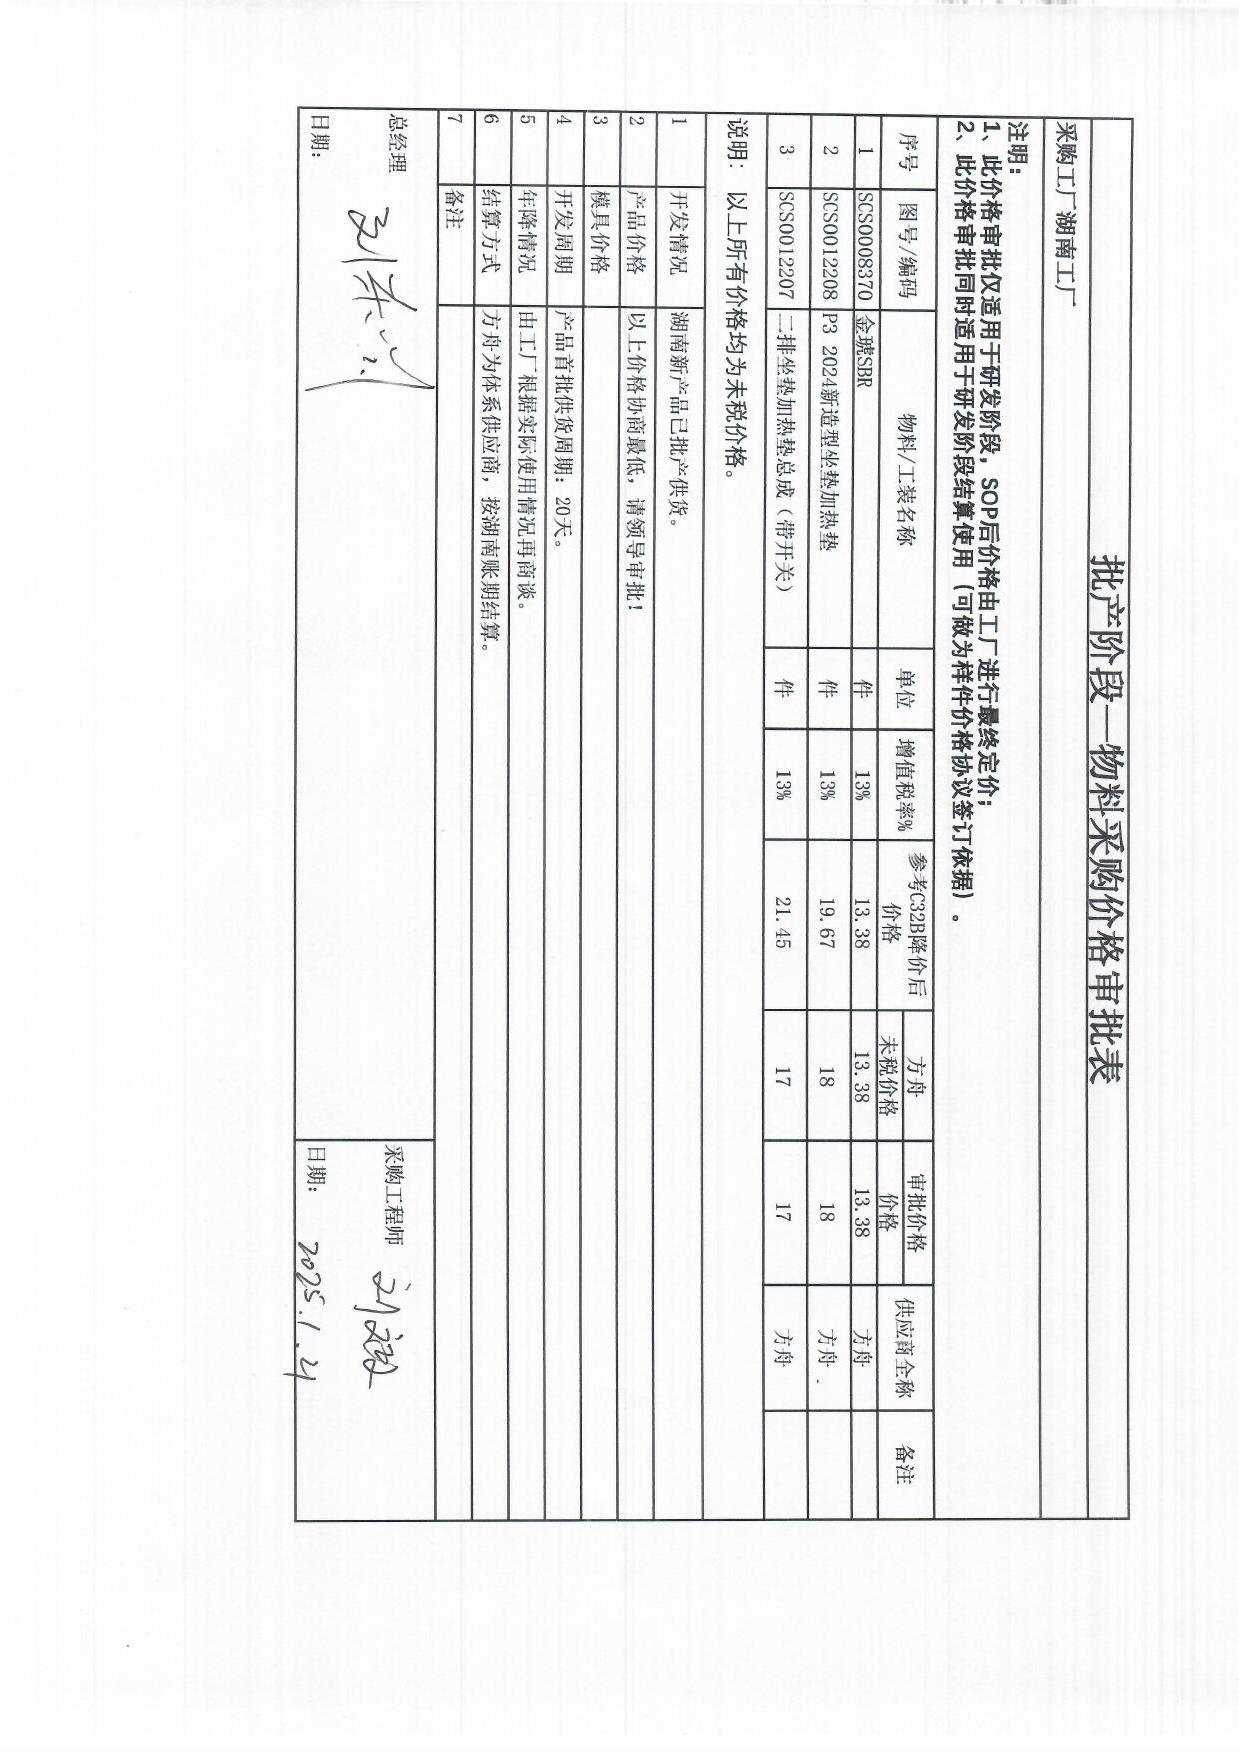 批产阶段—物料采购价格审批表
采购工厂湖南工厂
注明：
1、此价格审批仅适用于研发阶段，SOP后价格由工厂进行最终定价；
2、此价格审批同时适用于研发阶段结算使用（可做为样件价格协议签订依据）。
序号 图号/编码 物料/工装名称 单位 增值税率% 参考C32B降价后价格 方舟 未税价格 审批价格 价格 供应商全称 备注
1 SCS0008370 金琥SBR 件 13% 13.38 13.38 13.38 方舟
2 SCS0012208 P3 2024新造型坐垫加热垫 件 13% 19.67 18 18 方舟
3 SCS0012207 二排坐垫加热垫总成（带开关） 件 13% 21.45 17 17 方舟
说明： 以上所有价格均为未税价格。
1 开发情况 湖南新产品已批产供货。
2 产品价格 以上价格协商最低，请领导审批！
3 模具价格
4 开发周期 产品首批供货周期：20天。
5 年降情况 由工厂根据实际使用情况再商谈。
6 结算方式 方舟为体系供应商，按湖南账期结算。
7 备注
总经理 采购工程师
日期： 日期： 2025.1.21